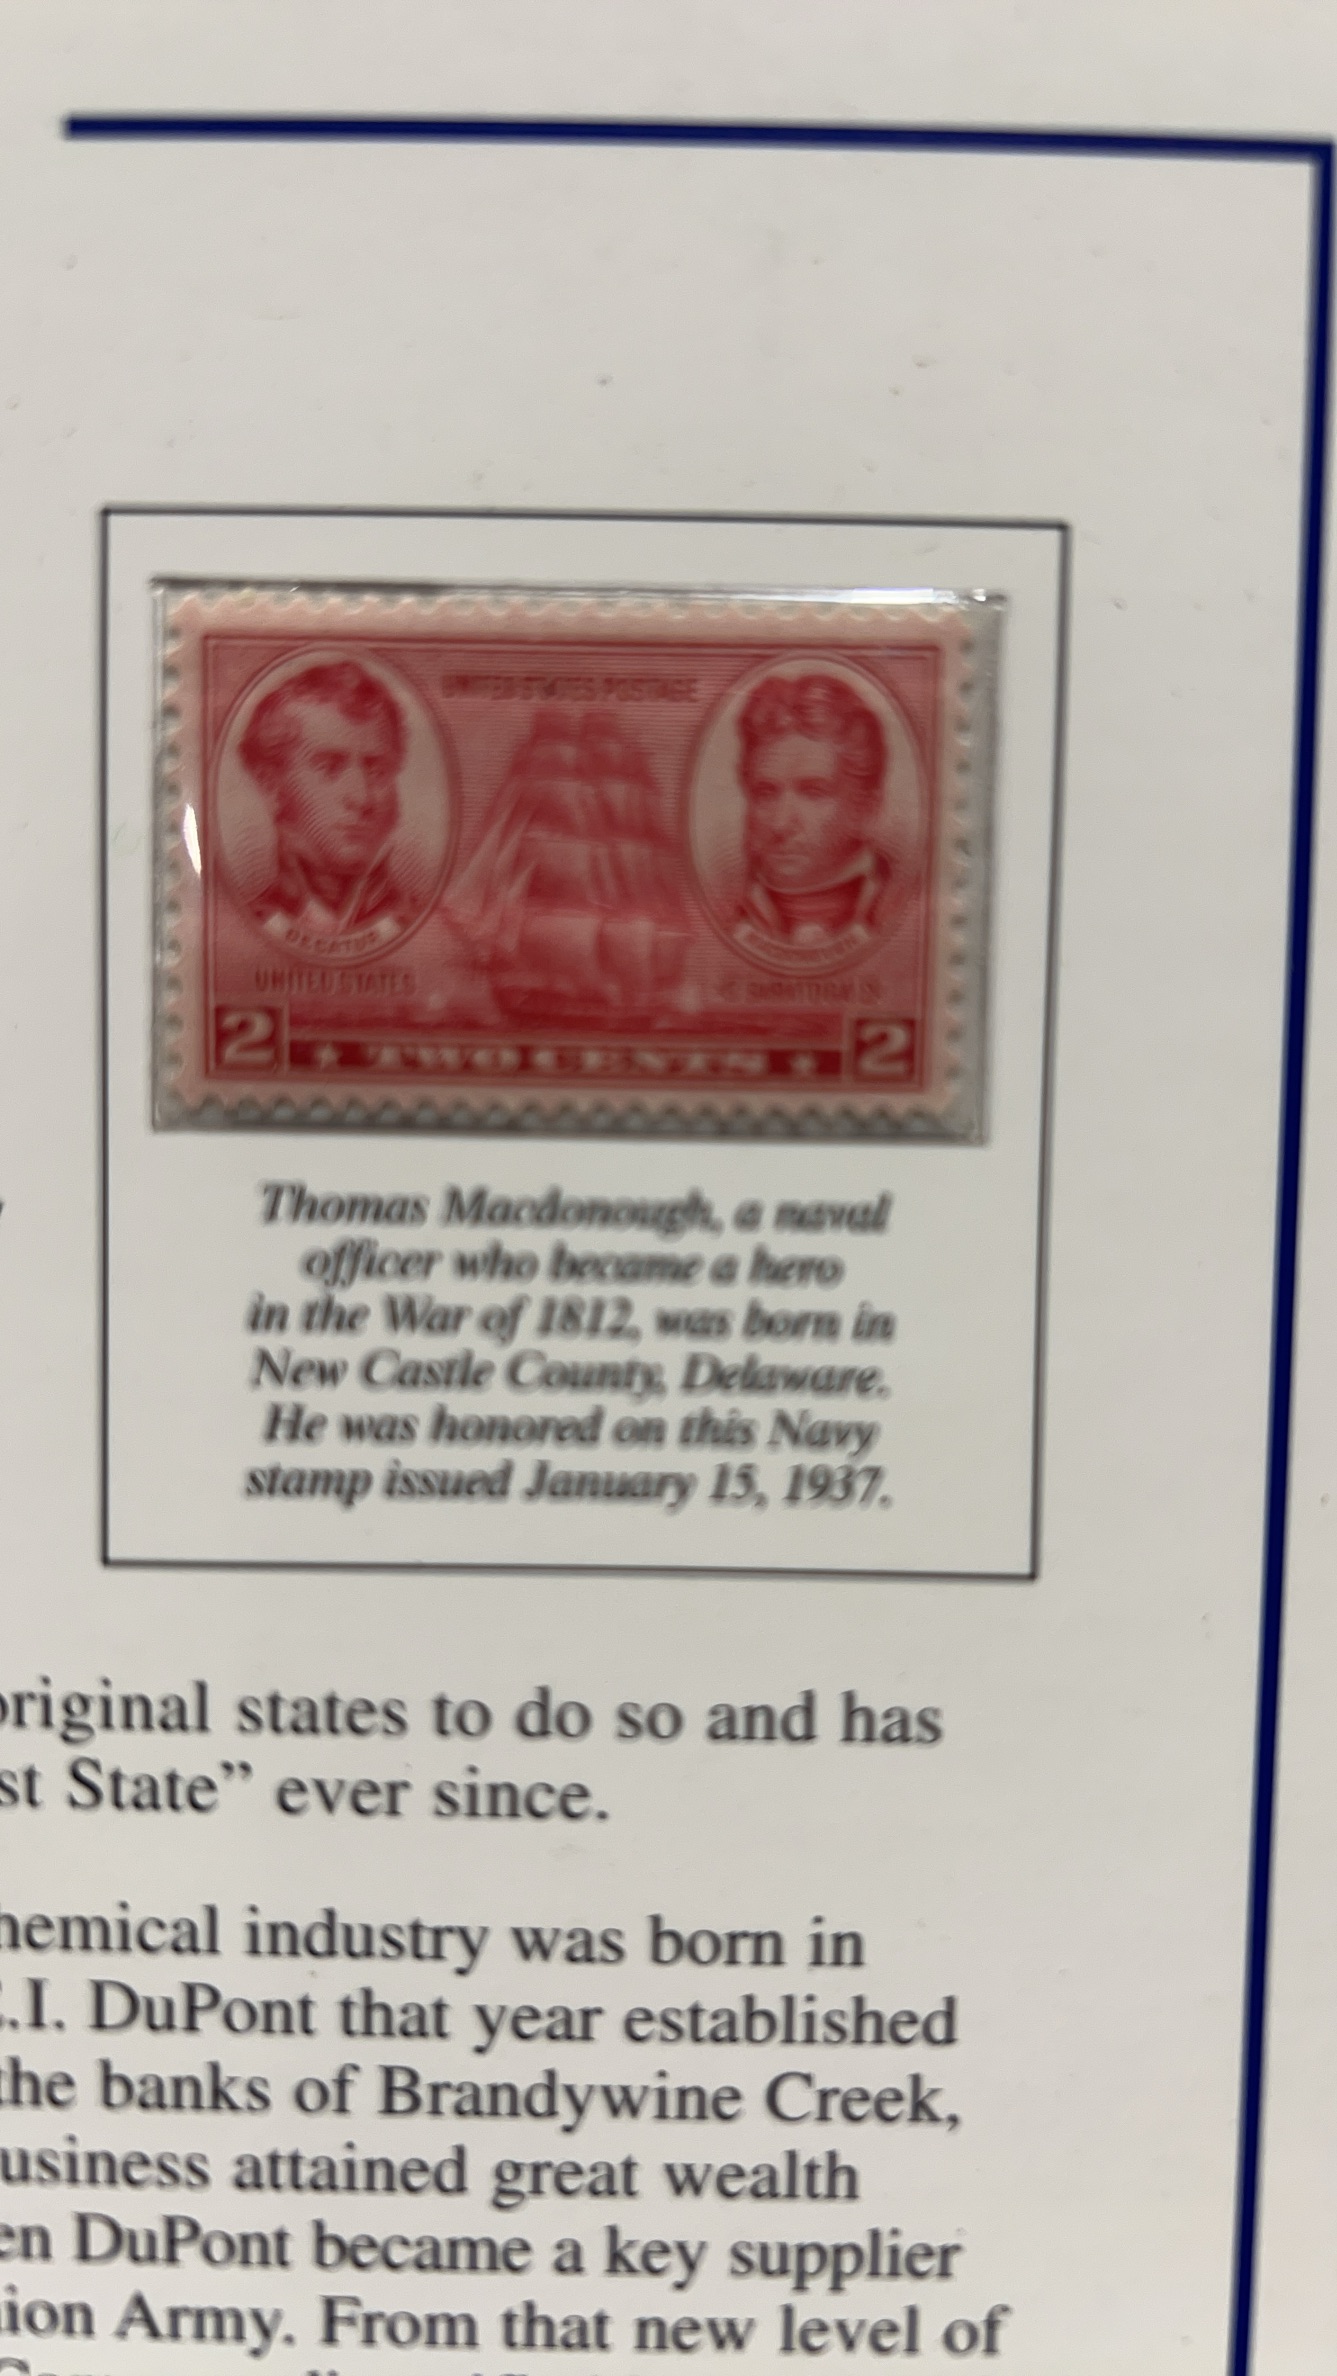 UNITED STATES POSTAGE
DECATUR
UNITED STATES
2 ★ TWO CENTS ★ 2
Thomas Macdonough, a naval
officer who became a hero
in the War of 1812, was born in
New Castle County, Delaware.
He was honored on this Navy
stamp issued January 15, 1937.
original states to do so and has
st State” ever since.
hemical industry was born in
.I. DuPont that year established
the banks of Brandywine Creek,
usiness attained great wealth
en DuPont became a key supplier
ion Army. From that new level of